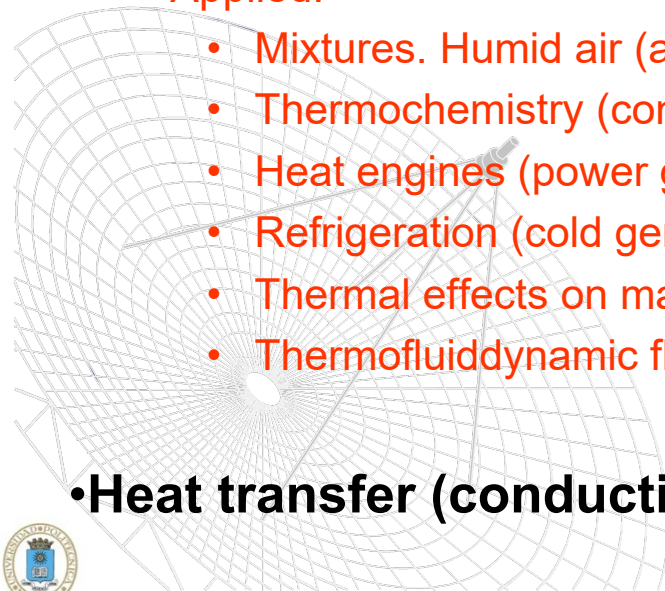 Applied:
• Mixtures. Humid air (a
• Thermochemistry (co
• Heat engines (power
• Refrigeration (cold ge
• Thermal effects on ma
• Thermofluiddynamic f
•Heat transfer (conducti